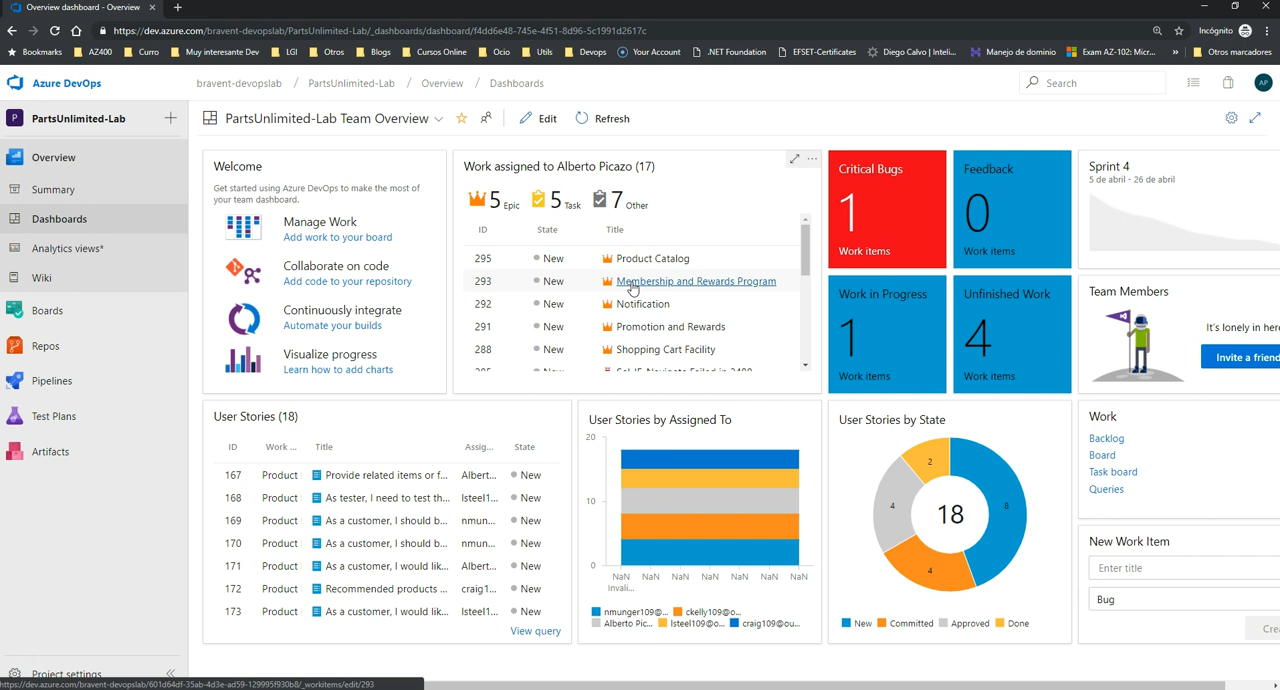 Overview dashboard - Overview
https://dev.azure.com/bravent-devopslab/PartsUnlimited-Lab/_dashboards/dashboard/f4dd6e48-745e-4f51-8d96-5c1991d2617c
Incógnito
Bookmarks AZ400 Curro Muy interesante Dev LGI Otros Blogs Cursos Online Ocio Utils Devops Your Account .NET Foundation EFSET-Certificates Diego Calvo | Inteli... Manejo de dominio Exam AZ-102: Micr... » Otros marcadores
Azure DevOps
bravent-devopslab / PartsUnlimited-Lab / Overview / Dashboards
Search
AP
P PartsUnlimited-Lab
PartsUnlimited-Lab Team Overview
Edit
Refresh
Overview
Summary
Dashboards
Analytics views*
Wiki
Boards
Repos
Pipelines
Test Plans
Artifacts
Project settings
Welcome
Get started using Azure DevOps to make the most of
your team dashboard.
Manage Work
Add work to your board
Collaborate on code
Add code to your repository
Continuously integrate
Automate your builds
Visualize progress
Learn how to add charts
Work assigned to Alberto Picazo (17)
5 Epic 5 Task 7 Other
ID State Title
295 New Product Catalog
293 New Membership and Rewards Program
292 New Notification
291 New Promotion and Rewards
288 New Shopping Cart Facility
Critical Bugs
1
Work items
Feedback
0
Work items
Work in Progress
1
Work items
Unfinished Work
4
Work items
Sprint 4
5 de abril - 26 de abril
Team Members
It's lonely in here
Invite a friend
User Stories (18)
ID Work ... Title Assig... State
167 Product Provide related items or f... Albert... New
168 Product As tester, I need to test th... lsteel1... New
169 Product As a customer, I should b... nmun... New
170 Product As a customer, I should b... nmun... New
171 Product As a customer, I would lik... Albert... New
172 Product Recommended products ... craig1... New
173 Product As a customer, I would lik... lsteel1... New
View query
User Stories by Assigned To
20
10
0
NaN NaN NaN NaN NaN NaN NaN
Invali...
nmunger109@... ckelly109@o...
Alberto Pic... lsteel109@o... craig109@ou...
User Stories by State
2
8
4
18
4
New Committed Approved Done
Work
Backlog
Board
Task board
Queries
New Work Item
Enter title
Bug
Crea
https://dev.azure.com/bravent-devopslab/601d64df-35ab-4d3e-ad59-129995f930b8/_workitems/edit/293